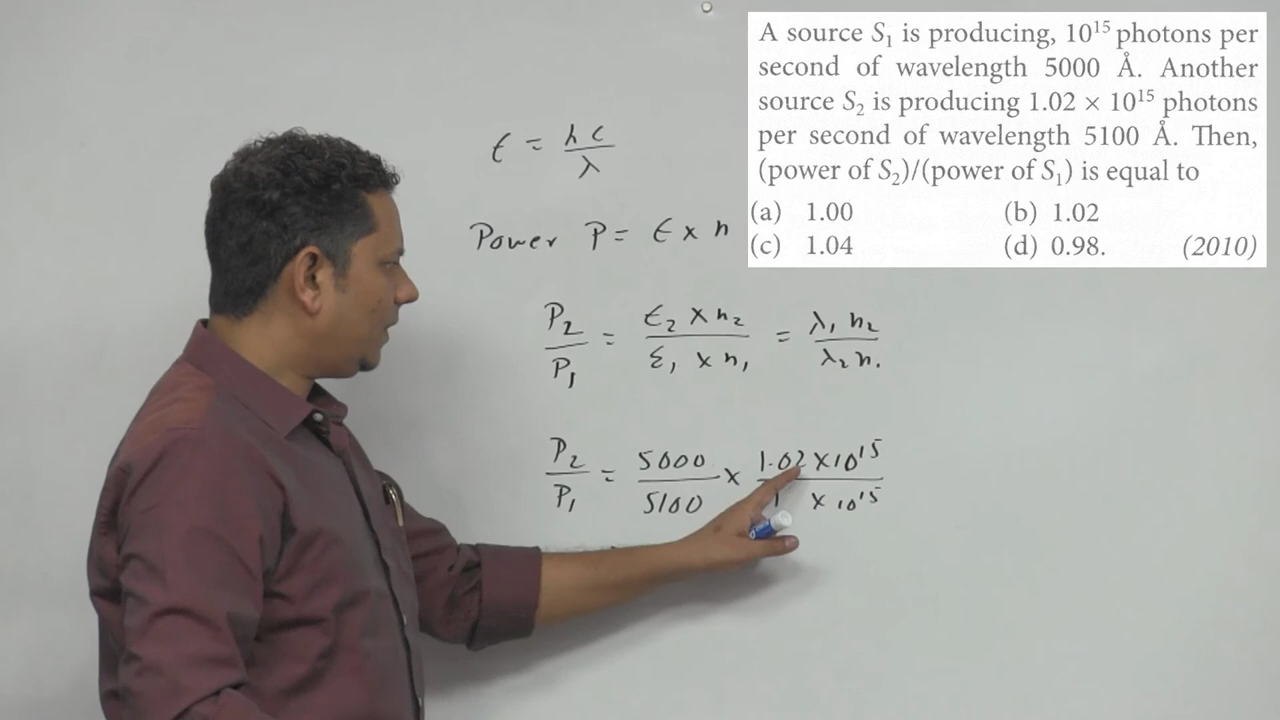 A source S₁ is producing, 10¹⁵ photons per
second of wavelength 5000 Å. Another
source S₂ is producing 1.02 × 10¹⁵ photons
per second of wavelength 5100 Å. Then,
(power of S₂)/(power of S₁) is equal to
(a) 1.00 (b) 1.02
(c) 1.04 (d) 0.98. (2010)
E = hc/λ
Power P = E × n
P₂/P₁ = (E₂ × n₂)/(E₁ × n₁) = (λ₁ n₂)/(λ₂ n₁)
P₂/P₁ = 5000/5100 × (1.02 × 10¹⁵)/(1 × 10¹⁵)